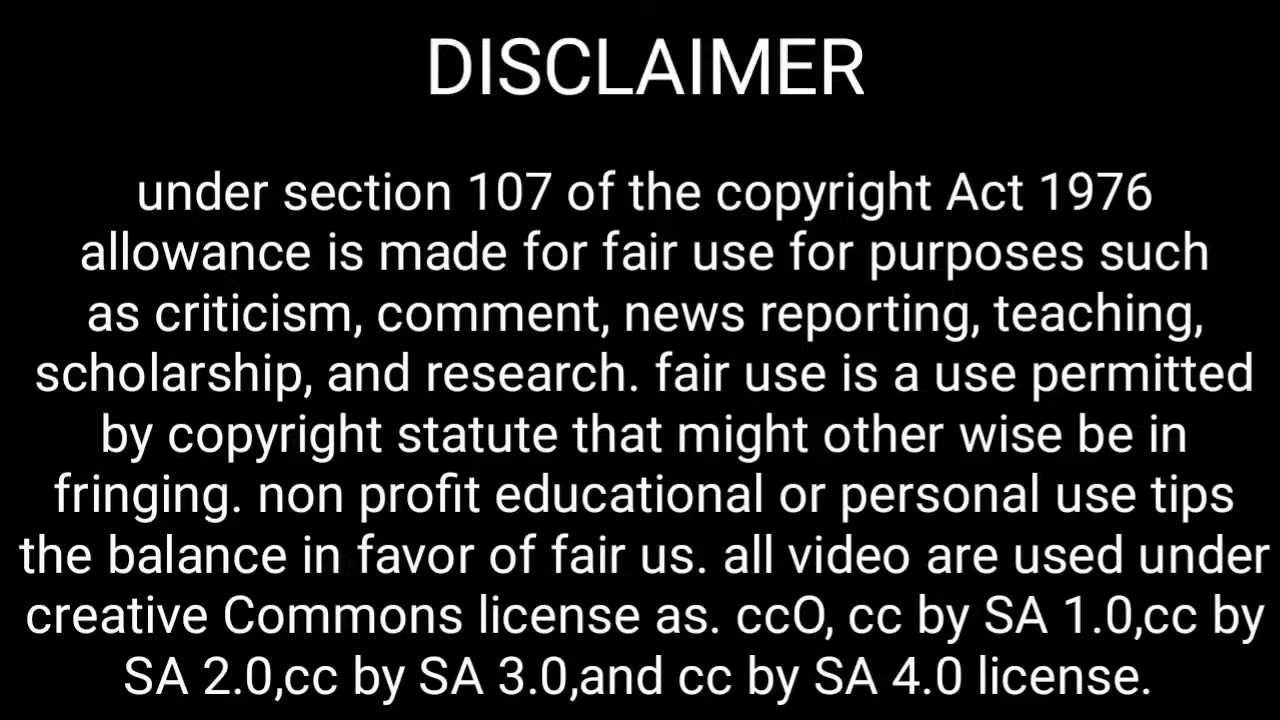 DISCLAIMER
under section 107 of the copyright Act 1976
allowance is made for fair use for purposes such
as criticism, comment, news reporting, teaching,
scholarship, and research. fair use is a use permitted
by copyright statute that might other wise be in
fringing. non profit educational or personal use tips
the balance in favor of fair us. all video are used under
creative Commons license as. ccO, cc by SA 1.0,cc by
SA 2.0,cc by SA 3.0,and cc by SA 4.0 license.